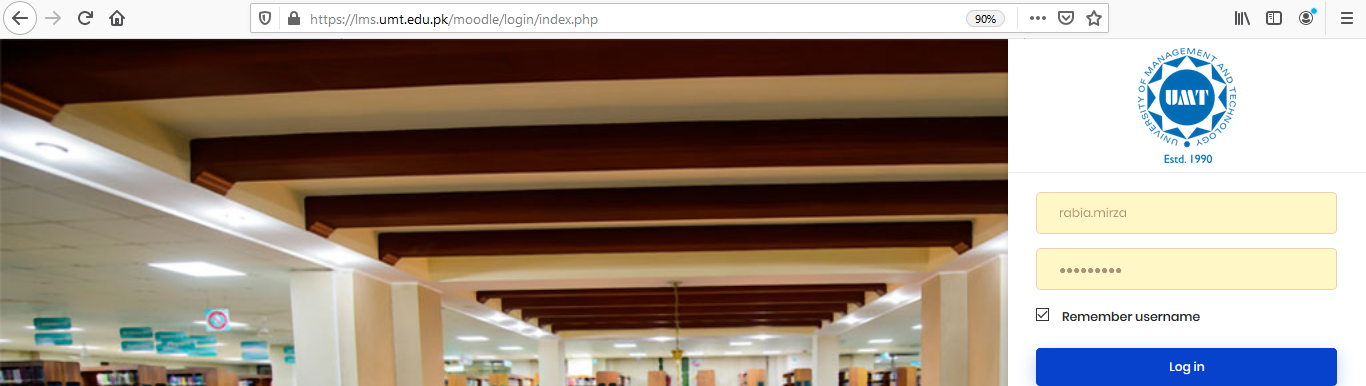 https://lms.umt.edu.pk/moodle/login/index.php
90%
UNIVERSITY OF MANAGEMENT AND TECHNOLOGY
UMT
Estd. 1990
rabia.mirza
•••••••••
Remember username
Log in